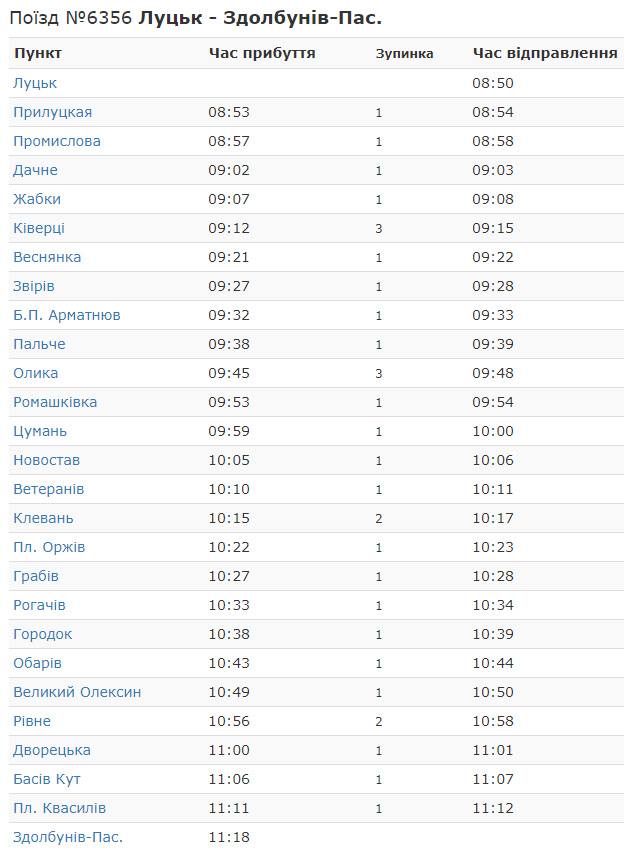 Поїзд №6356 Луцьк - Здолбунів-Пас.
Пункт Час прибуття Зупинка Час відправлення
Луцьк 08:50
Прилуцкая 08:53 1 08:54
Промислова 08:57 1 08:58
Дачне 09:02 1 09:03
Жабки 09:07 1 09:08
Ківерці 09:12 3 09:15
Веснянка 09:21 1 09:22
Звірів 09:27 1 09:28
Б.П. Арматнюв 09:32 1 09:33
Пальче 09:38 1 09:39
Олика 09:45 3 09:48
Ромашківка 09:53 1 09:54
Цумань 09:59 1 10:00
Новостав 10:05 1 10:06
Ветеранів 10:10 1 10:11
Клевань 10:15 2 10:17
Пл. Оржів 10:22 1 10:23
Грабів 10:27 1 10:28
Рогачів 10:33 1 10:34
Городок 10:38 1 10:39
Обарів 10:43 1 10:44
Великий Олексин 10:49 1 10:50
Рівне 10:56 2 10:58
Дворецька 11:00 1 11:01
Басів Кут 11:06 1 11:07
Пл. Квасилів 11:11 1 11:12
Здолбунів-Пас. 11:18